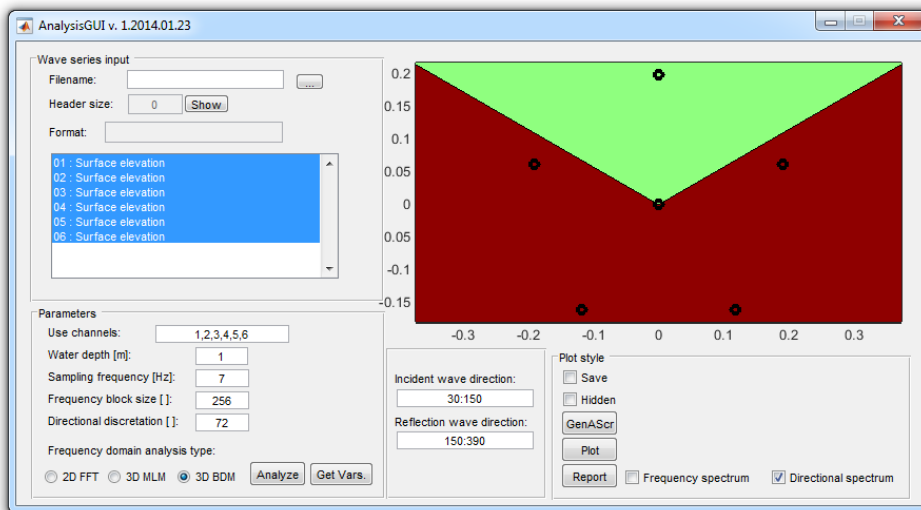 AnalysisGUI v. 1.2014.01.23
Wave series input
Filename:
...
Header size: 0 Show
Format:
01 : Surface elevation
02 : Surface elevation
03 : Surface elevation
04 : Surface elevation
05 : Surface elevation
06 : Surface elevation
0.2
0.15
0.1
0.05
0
0.05
-0.1
-0.15
-0.3 -0.2 -0.1 0 0.1 0.2 0.3
Parameters
Use channels: 1,2,3,4,5,6
Water depth [m]: 1
Sampling frequency [Hz]: 7
Frequency block size [ ]: 256
Directional discretation [ ]: 72
Frequency domain analysis type:
2D FFT 3D MLM 3D BDM Analyze Get Vars.
Incident wave direction:
30:150
Reflection wave direction:
150:390
Plot style
Save
Hidden
GenAScr
Plot
Report Frequency spectrum Directional spectrum